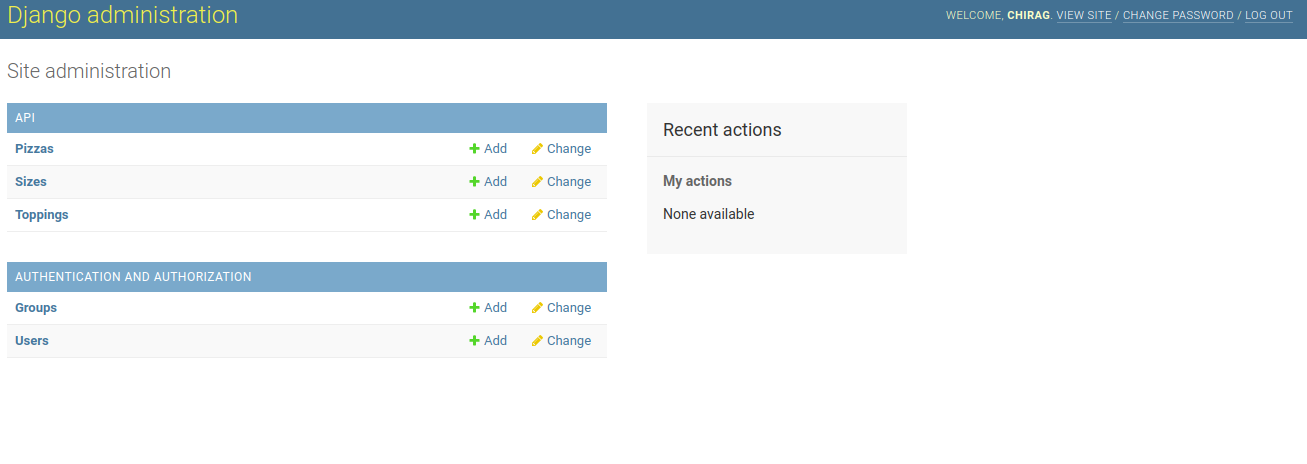 Django administration
WELCOME, CHIRAG. VIEW SITE / CHANGE PASSWORD / LOG OUT
Site administration
API
Pizzas Add Change
Sizes Add Change
Toppings Add Change
AUTHENTICATION AND AUTHORIZATION
Groups Add Change
Users Add Change
Recent actions
My actions
None available